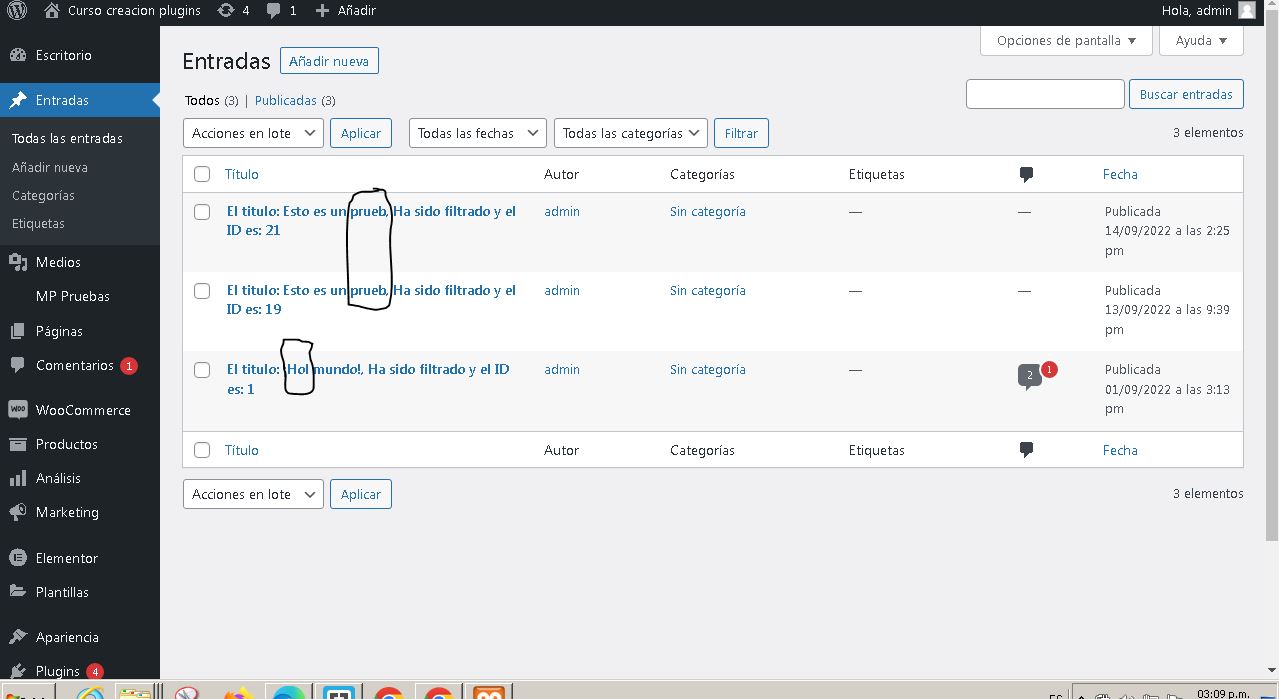 Curso creacion plugins 4 1 Añadir Hola, admin
Opciones de pantalla Ayuda
Escritorio
Entradas
Todas las entradas
Añadir nueva
Categorías
Etiquetas
Medios
MP Pruebas
Páginas
Comentarios 1
WooCommerce
Productos
Análisis
Marketing
Elementor
Plantillas
Apariencia
Plugins 4
Entradas Añadir nueva
Todos (3) | Publicadas (3)
Buscar entradas
Acciones en lote Aplicar Todas las fechas Todas las categorías Filtrar 3 elementos
Título Autor Categorías Etiquetas Fecha
El titulo: Esto es un prueb, Ha sido filtrado y el
ID es: 21
admin Sin categoría — —
Publicada
14/09/2022 a las 2:25
pm
El titulo: Esto es un prueb, Ha sido filtrado y el
ID es: 19
admin Sin categoría — —
Publicada
13/09/2022 a las 9:39
pm
El titulo: ¡Hol mundo!, Ha sido filtrado y el ID
es: 1
admin Sin categoría — 2 1
Publicada
01/09/2022 a las 3:13
pm
Título Autor Categorías Etiquetas Fecha
Acciones en lote Aplicar 3 elementos
03:09 p.m.